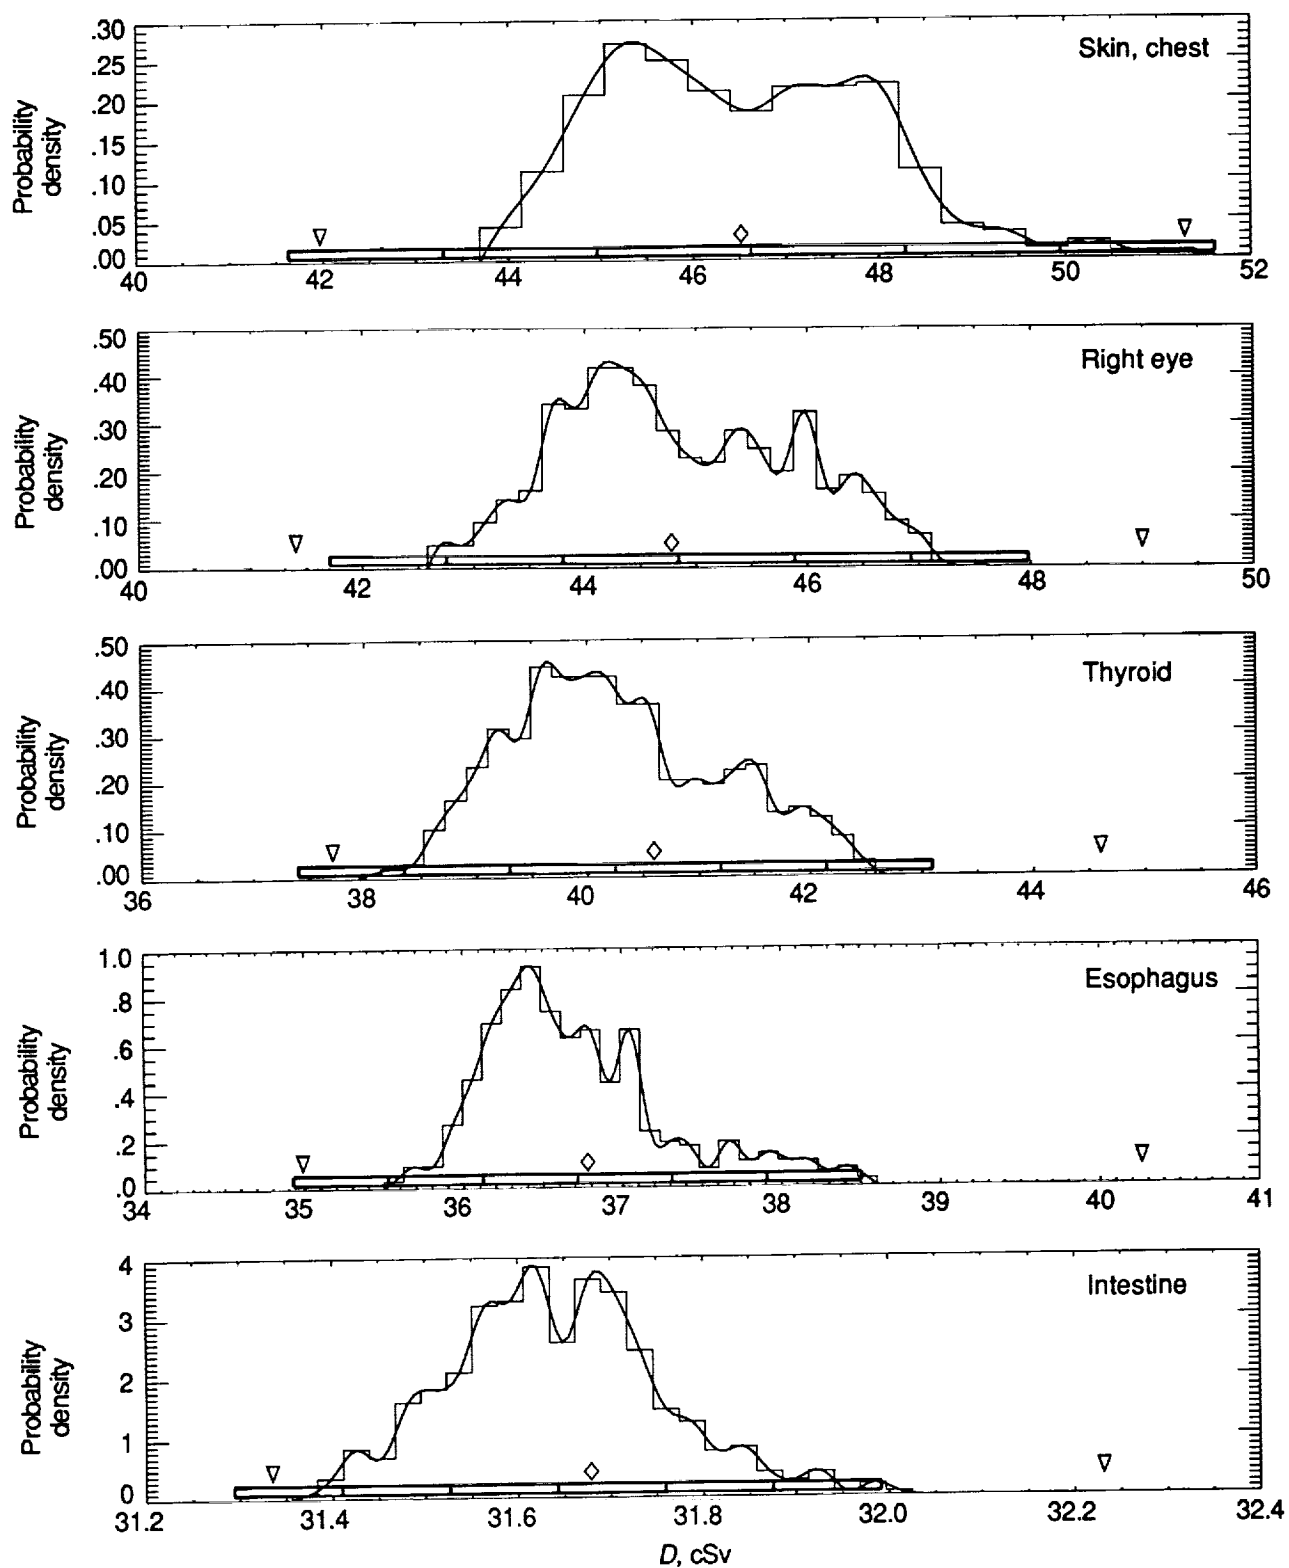 Skin, chest
Probability
density
.30
.25
.20
.15
.10
.05
.00
40 42 44 46 48 50 52
Right eye
Probability
density
.50
.40
.30
.20
.10
.00
40 42 44 46 48 50
Thyroid
Probability
density
.50
.40
.30
.20
.10
.00
36 38 40 42 44 46
Esophagus
Probability
density
1.0
.8
.6
.4
.2
.0
34 35 36 37 38 39 40 41
Intestine
Probability
density
4
3
2
1
0
31.2 31.4 31.6 31.8 32.0 32.2 32.4
D, cSv